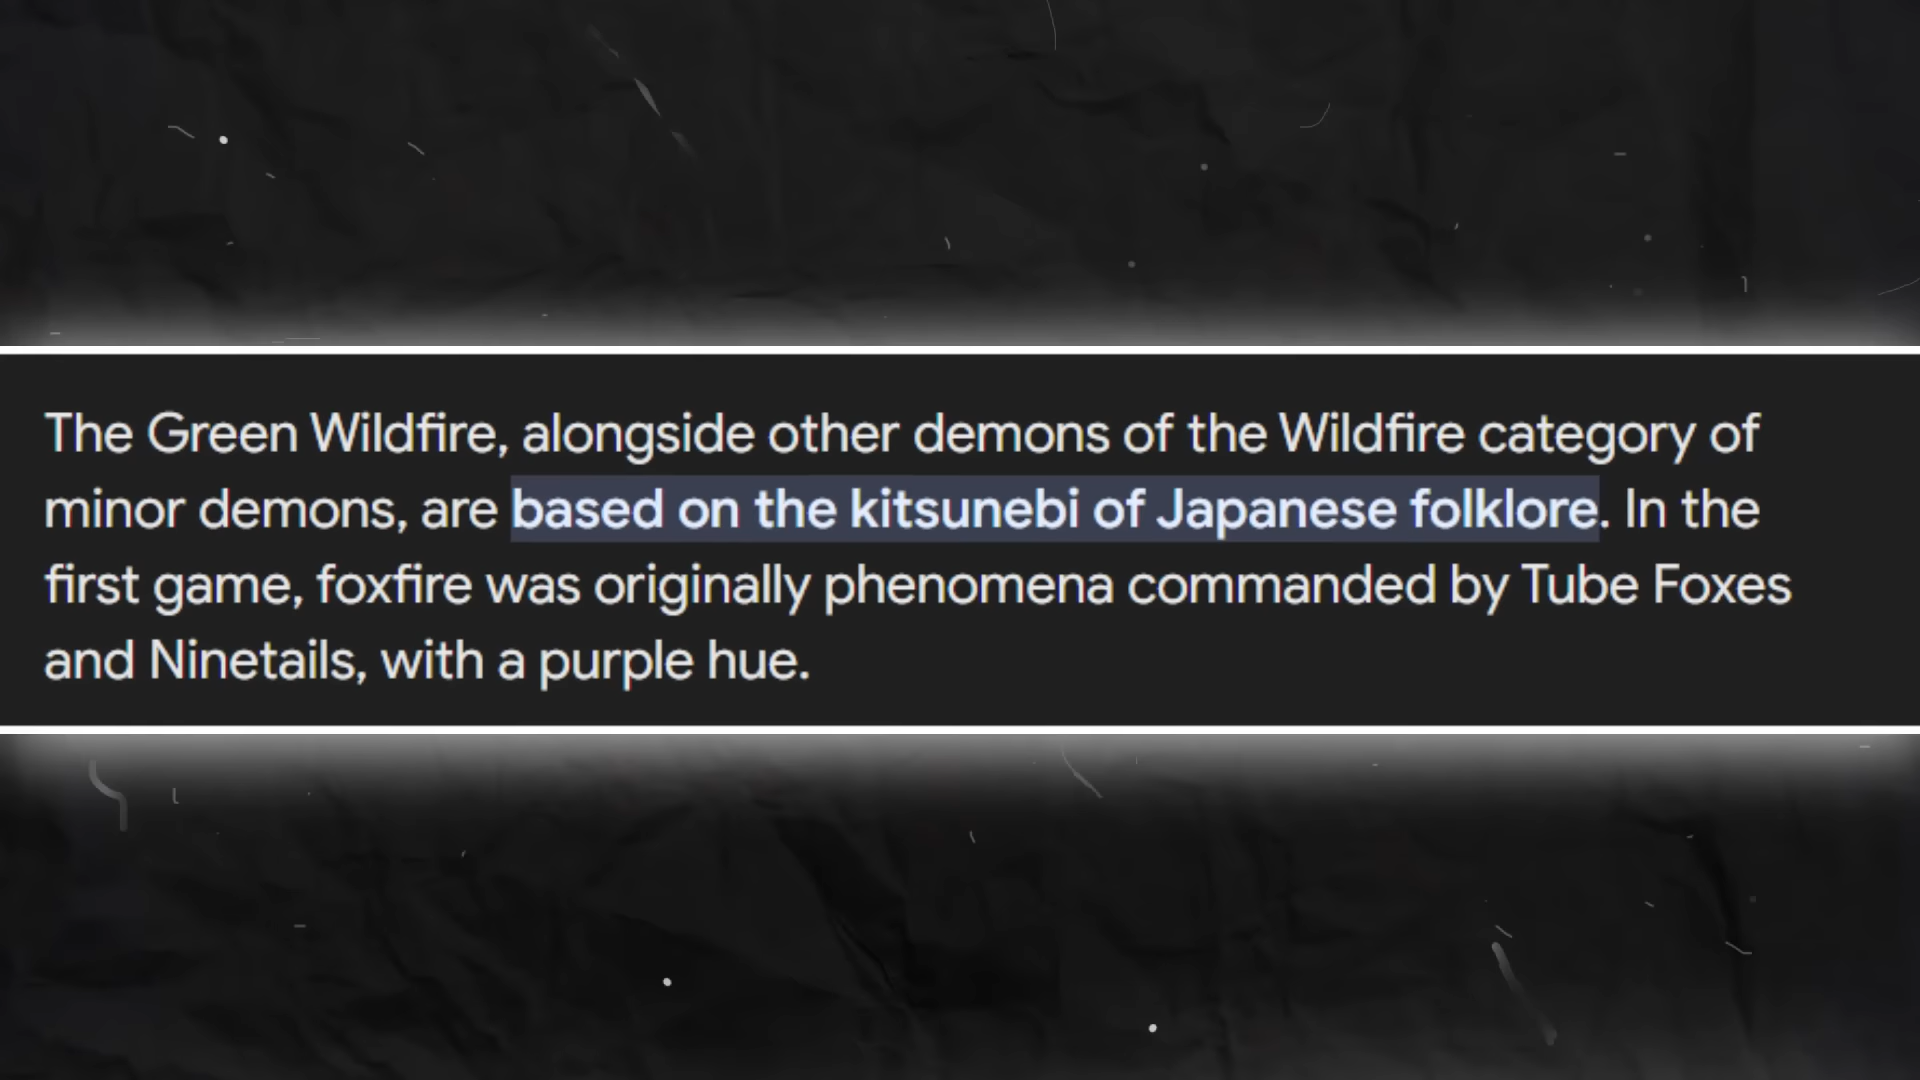 The Green Wildfire, alongside other demons of the Wildfire category of
minor demons, are based on the kitsunebi of Japanese folklore. In the
first game, foxfire was originally phenomena commanded by Tube Foxes
and Ninetails, with a purple hue.